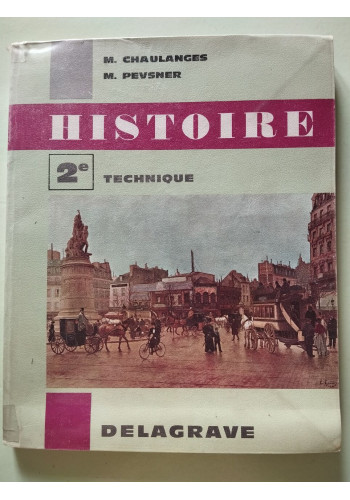 M. CHAULANGES
M. PEVSNER
HISTOIRE
2e TECHNIQUE
DELAGRAVE